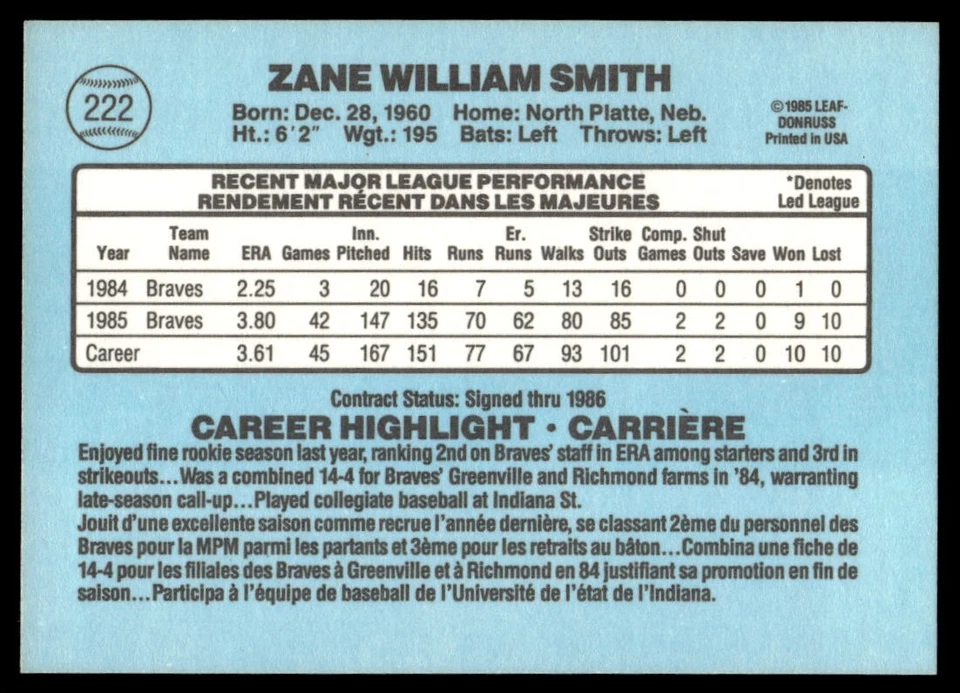 222
ZANE WILLIAM SMITH
Born: Dec. 28, 1960 Home: North Platte, Neb.
Ht.: 6'2" Wgt.: 195 Bats: Left Throws: Left
©1985 LEAF-
DONRUSS
Printed in USA
RECENT MAJOR LEAGUE PERFORMANCE
RENDEMENT RÉCENT DANS LES MAJEURES
*Denotes
Led League
Year Team Name ERA Games Inn. Pitched Hits Runs Er. Runs Walks Strike Outs Comp. Games Shut Outs Save Won Lost
1984 Braves 2.25 3 20 16 7 5 13 16 0 0 0 1 0
1985 Braves 3.80 42 147 135 70 62 80 85 2 2 0 9 10
Career 3.61 45 167 151 77 67 93 101 2 2 0 10 10
Contract Status: Signed thru 1986
CAREER HIGHLIGHT • CARRIÈRE
Enjoyed fine rookie season last year, ranking 2nd on Braves' staff in ERA among starters and 3rd in
strikeouts...Was a combined 14-4 for Braves' Greenville and Richmond farms in '84, warranting
late-season call-up...Played collegiate baseball at Indiana St.
Jouit d'une excellente saison comme recrue l'année dernière, se classant 2ème du personnel des
Braves pour la MPM parmi les partants et 3ème pour les retraits au bâton...Combina une fiche de
14-4 pour les filiales des Braves à Greenville et à Richmond en 84 justifiant sa promotion en fin de
saison...Participa à l'équipe de baseball de l'Université de l'état de l'Indiana.